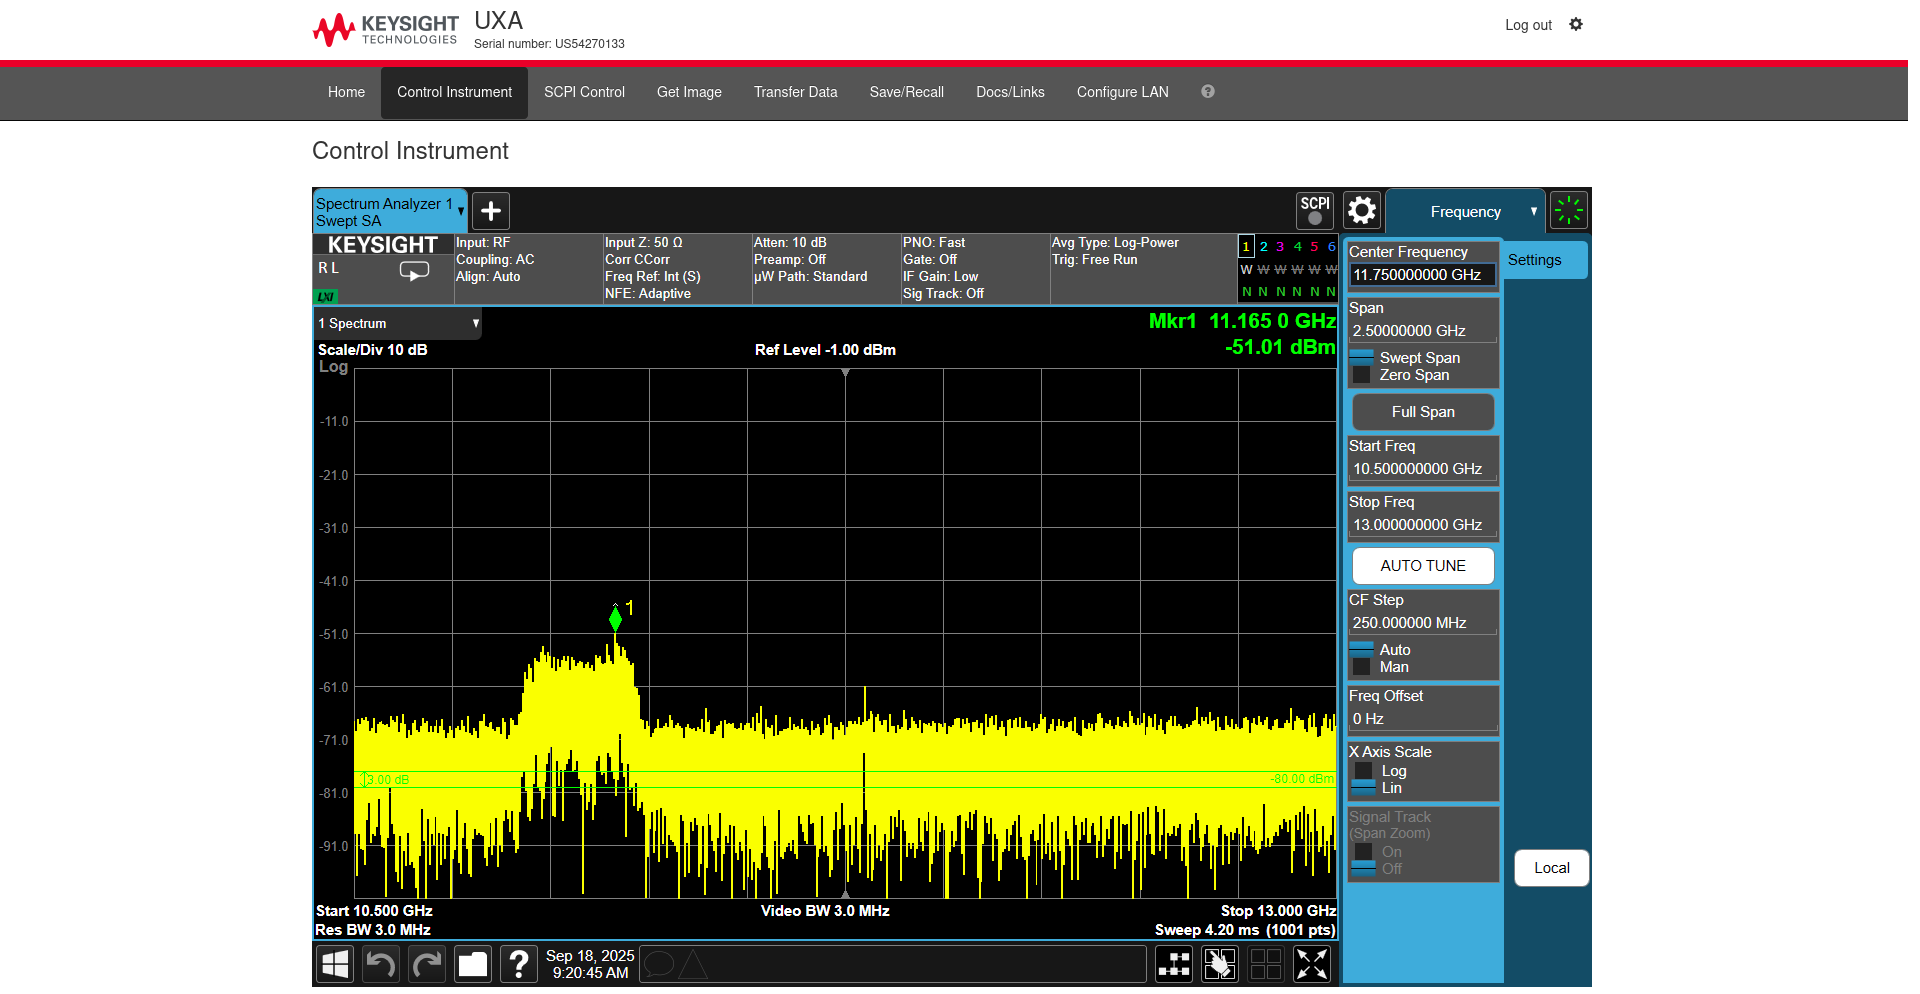 KEYSIGHT
TECHNOLOGIES
UXA
Serial number: US54270133
Log out
Home
Control Instrument
SCPI Control
Get Image
Transfer Data
Save/Recall
Docs/Links
Configure LAN
?
Control Instrument
Spectrum Analyzer 1
Swept SA
+
SCPI
Frequency
KEYSIGHT
R L
LXI
Input: RF
Coupling: AC
Align: Auto
Input Z: 50 Ω
Corr CCorr
Freq Ref: Int (S)
NFE: Adaptive
Atten: 10 dB
Preamp: Off
µW Path: Standard
PNO: Fast
Gate: Off
IF Gain: Low
Sig Track: Off
Avg Type: Log-Power
Trig: Free Run
1 2 3 4 5 6
W W W W W W
N N N N N N
1 Spectrum
Scale/Div 10 dB
Log
Ref Level -1.00 dBm
Mkr1 11.165 0 GHz
-51.01 dBm
-11.0
-21.0
-31.0
-41.0
-51.0
-61.0
-71.0
-81.0
-91.0
1
3.00 dB
-80.00 dBm
Start 10.500 GHz
Res BW 3.0 MHz
Video BW 3.0 MHz
Stop 13.000 GHz
Sweep 4.20 ms (1001 pts)
Center Frequency
11.750000000 GHz
Span
2.50000000 GHz
Swept Span
Zero Span
Full Span
Start Freq
10.500000000 GHz
Stop Freq
13.000000000 GHz
AUTO TUNE
CF Step
250.000000 MHz
Auto
Man
Freq Offset
0 Hz
X Axis Scale
Log
Lin
Signal Track
(Span Zoom)
On
Off
Settings
Local
?
Sep 18, 2025
9:20:45 AM